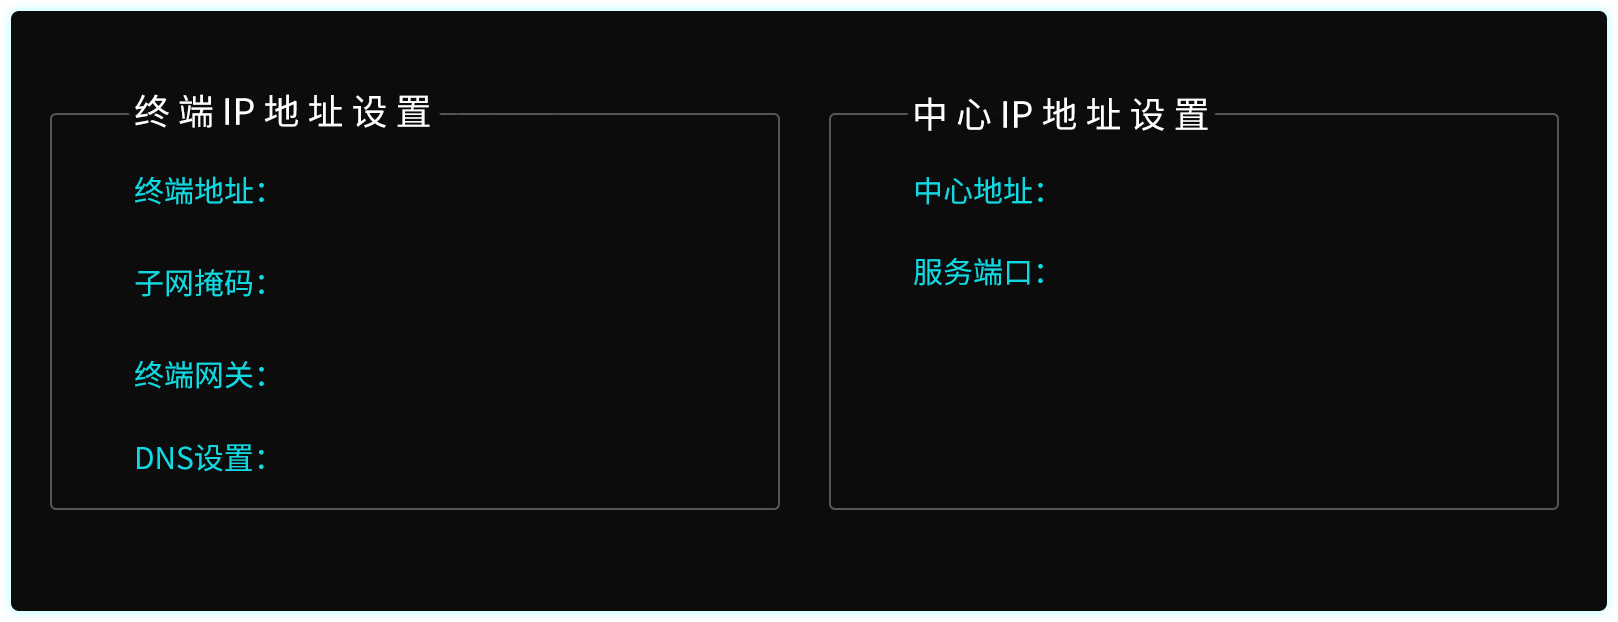 终端IP地址设置
终端地址：
子网掩码：
终端网关：
DNS设置：
中心IP地址设置
中心地址：
服务端口：